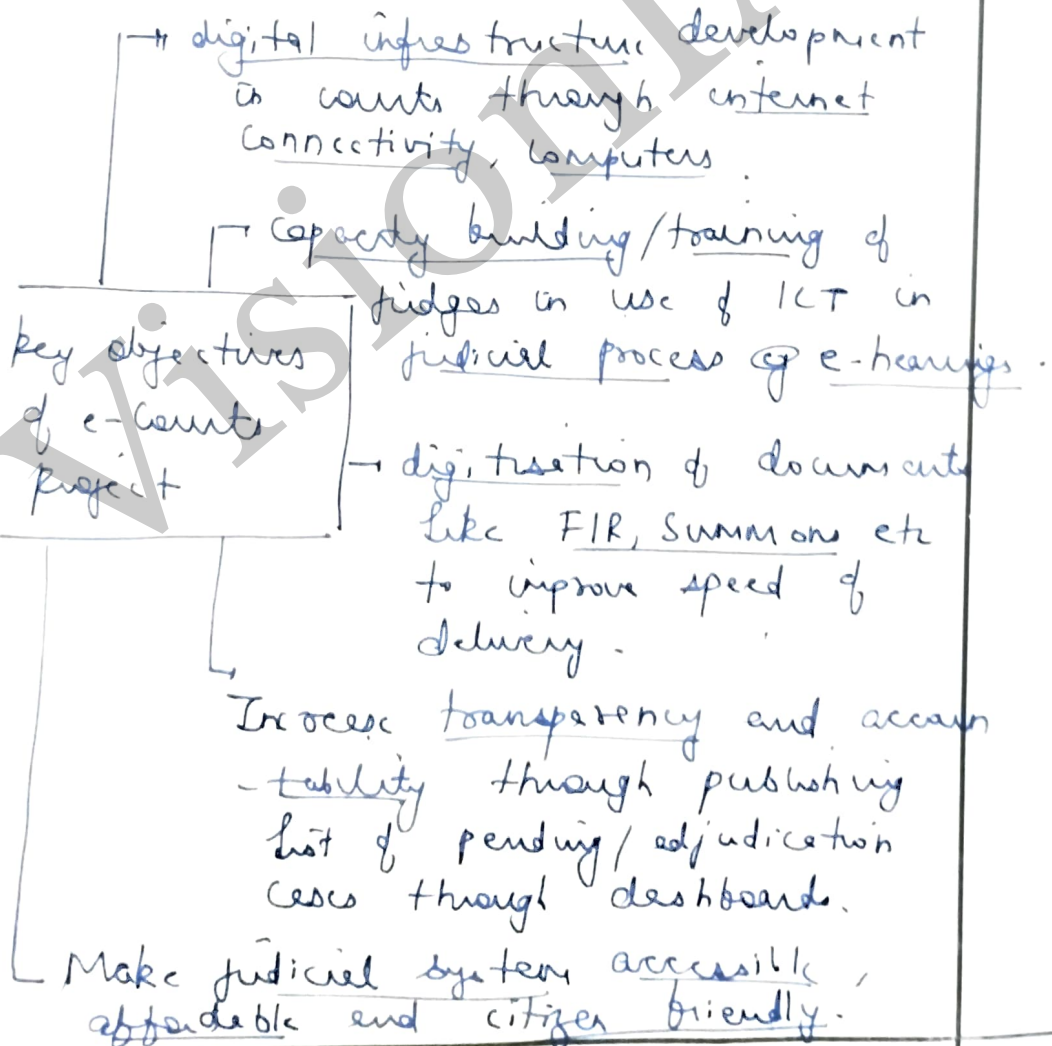 digital infrastructure development
in courts through internet
connectivity, computers.
Capacity building/training of
judges in use of ICT in
judicial process eg e-hearings.
key objectives
of e-Courts
Project
digitisation of documents
like FIR, Summons etc
to improve speed of
delivery.
Increase transparency and accoun
-tability through publishing
list of pending/adjudication
cases through dashboards.
Make judicial system accessible,
affordable and citizen friendly.